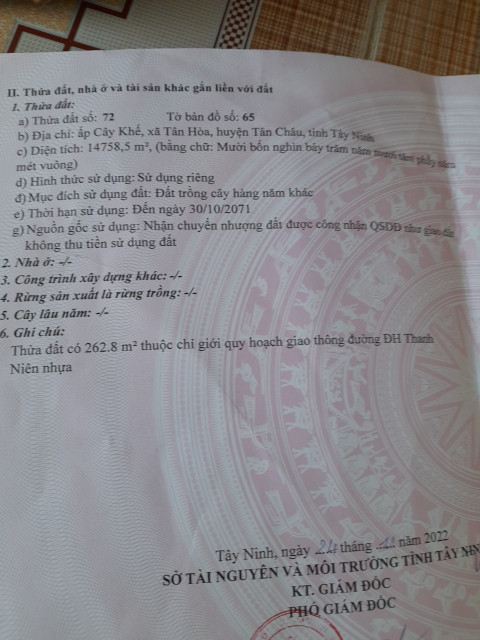 II. Thửa đất, nhà ở và tài sản khác gắn liền với đất
1. Thửa đất:
a) Thửa đất số: 72 Tờ bản đồ số: 65
b) Địa chỉ: ấp Cây Khế, xã Tân Hòa, huyện Tân Châu, tỉnh Tây Ninh
c) Diện tích: 14758,5 m², (bằng chữ: Mười bốn nghìn bảy trăm năm mươi tám phẩy năm
mét vuông)
d) Hình thức sử dụng: Sử dụng riêng
đ) Mục đích sử dụng đất: Đất trồng cây hàng năm khác
e) Thời hạn sử dụng: Đến ngày 30/10/2071
g) Nguồn gốc sử dụng: Nhận chuyển nhượng đất được công nhận QSDĐ như giao đất
không thu tiền sử dụng đất
2. Nhà ở: -/-
3. Công trình xây dựng khác: -/-
4. Rừng sản xuất là rừng trồng: -/-
5. Cây lâu năm: -/-
6. Ghi chú:
Thửa đất có 262.8 m² thuộc chỉ giới quy hoạch giao thông đường ĐH Thanh
Niên nhựa
Tây Ninh, ngày tháng năm 2022
SỞ TÀI NGUYÊN VÀ MÔI TRƯỜNG TỈNH TÂY NINH
KT. GIÁM ĐỐC
PHÓ GIÁM ĐỐC